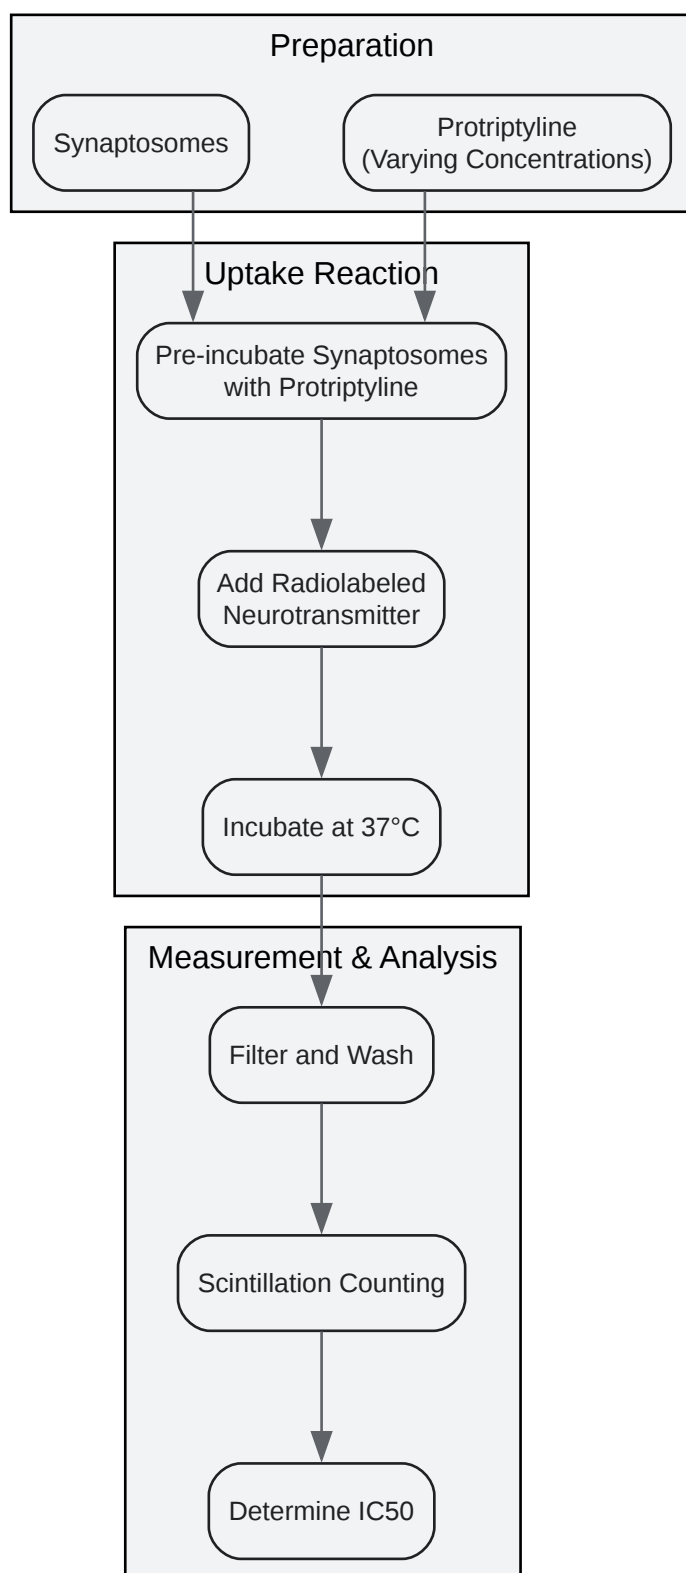 Preparation
Synaptosomes
Protriptyline
(Varying Concentrations)
Uptake Reaction
Pre-incubate Synaptosomes
with Protriptyline
Add Radiolabeled
Neurotransmitter
Incubate at 37°C
Measurement & Analysis
Filter and Wash
Scintillation Counting
Determine IC50